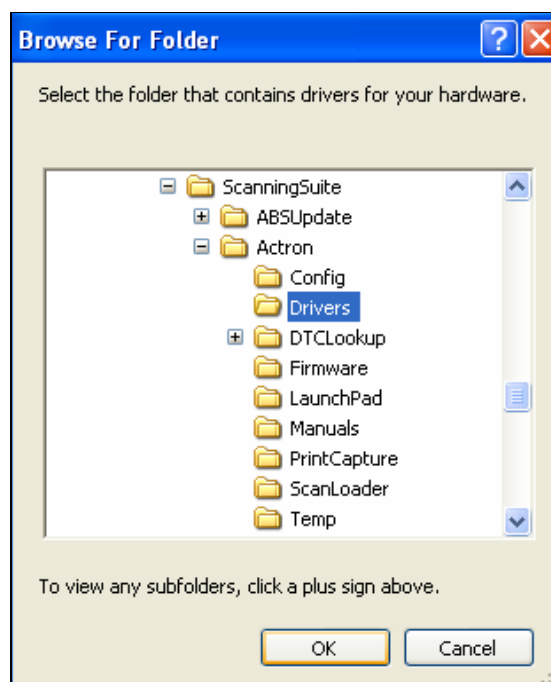 Browse For Folder
Select the folder that contains drivers for your hardware.
ScanningSuite
ABSUpdate
Actron
Config
Drivers
DTCLookup
Firmware
LaunchPad
Manuals
PrintCapture
ScanLoader
Temp
To view any subfolders, click a plus sign above.
OK Cancel